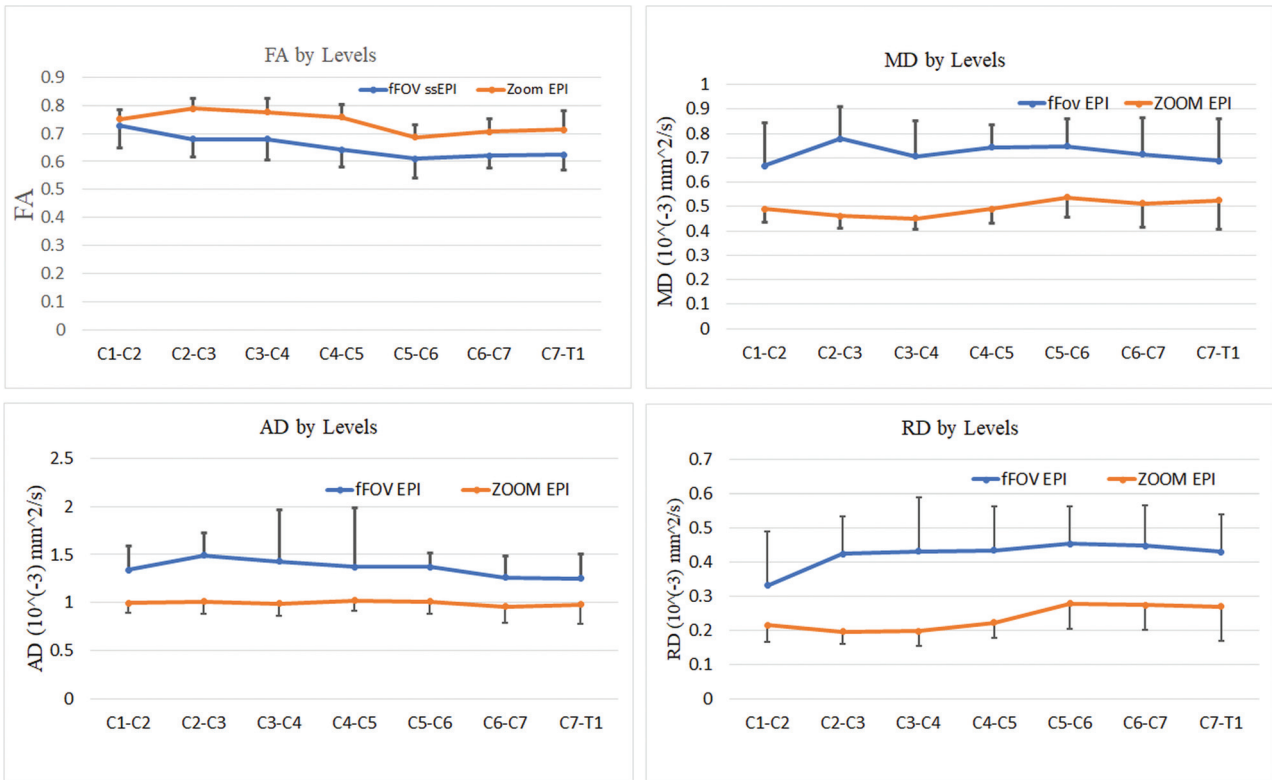 FA by Levels
fFOV ssEPI Zoom EPI
0.9
0.8
0.7
0.6
0.5
0.4
0.3
0.2
0.1
0
FA
C1-C2 C2-C3 C3-C4 C4-C5 C5-C6 C6-C7 C7-T1
MD by Levels
fFov EPI ZOOM EPI
1
0.9
0.8
0.7
0.6
0.5
0.4
0.3
0.2
0.1
0
MD (10^(-3) mm^2/s)
C1-C2 C2-C3 C3-C4 C4-C5 C5-C6 C6-C7 C7-T1
AD by Levels
fFOV EPI ZOOM EPI
2.5
2
1.5
1
0.5
0
AD (10^(-3) mm^2/s)
C1-C2 C2-C3 C3-C4 C4-C5 C5-C6 C6-C7 C7-T1
RD by Levels
fFOV EPI ZOOM EPI
0.7
0.6
0.5
0.4
0.3
0.2
0.1
0
RD (10^(-3) mm^2/s)
C1-C2 C2-C3 C3-C4 C4-C5 C5-C6 C6-C7 C7-T1